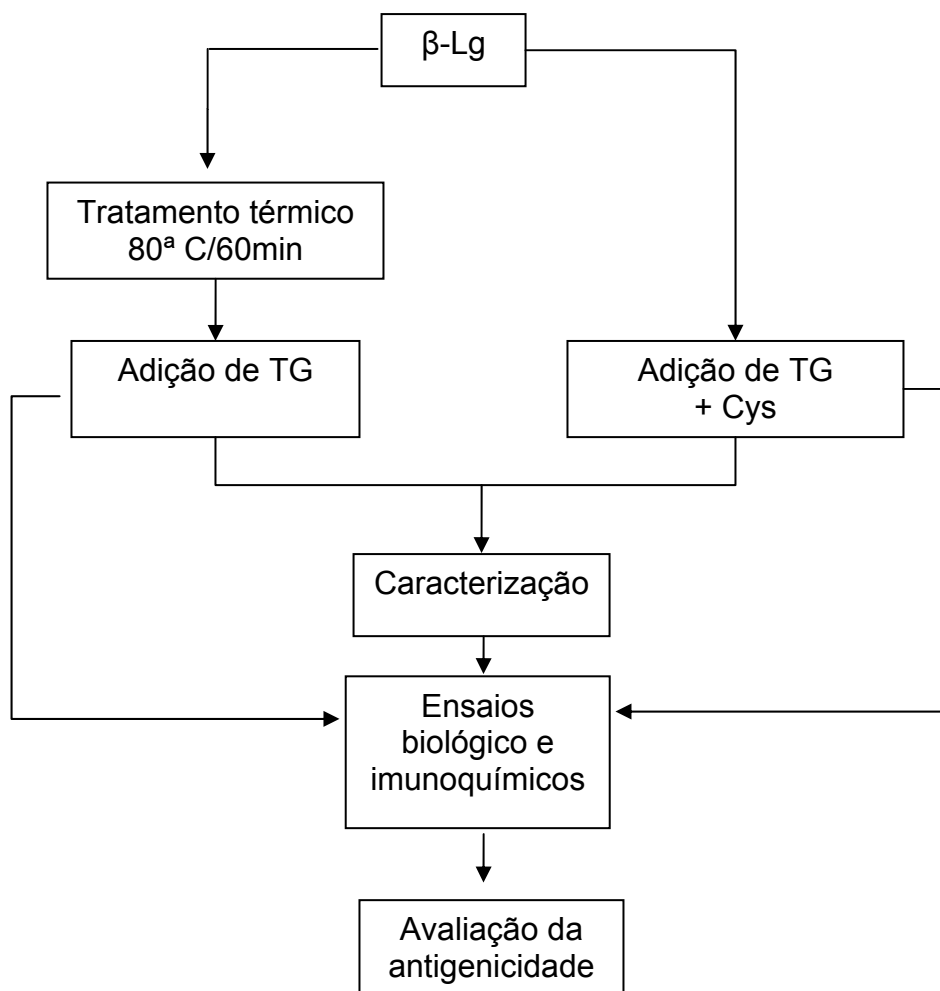 β-Lg
Tratamento térmico
80ª C/60min
Adição de TG
Adição de TG
+ Cys
Caracterização
Ensaios
biológico e
imunoquímicos
Avaliação da
antigenicidade